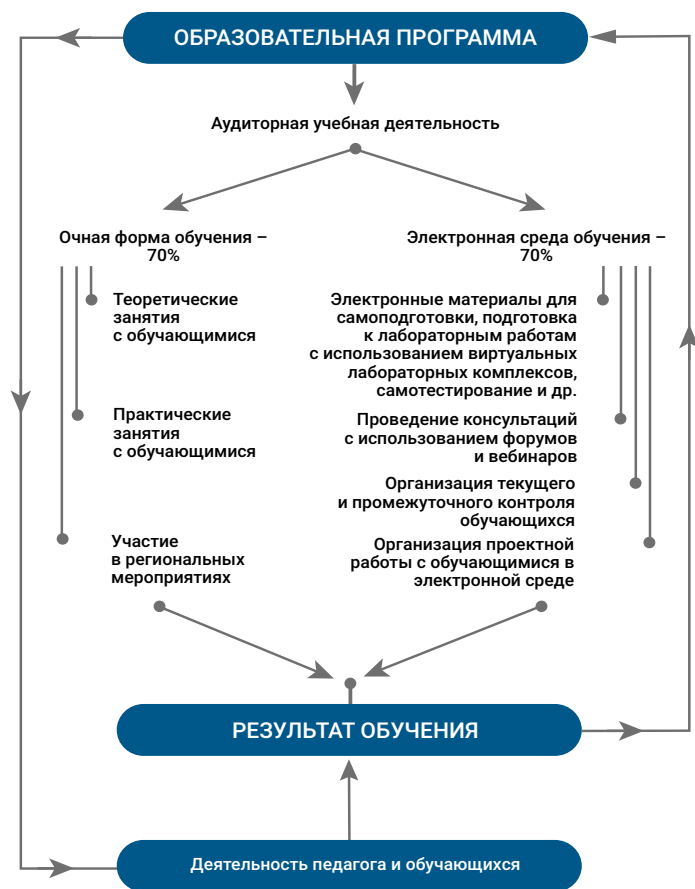 ОБРАЗОВАТЕЛЬНАЯ ПРОГРАММА
Аудиторная учебная деятельность
Очная форма обучения –
70%
Теоретические
занятия
с обучающимися
Практические
занятия
с обучающимися
Участие
в региональных
мероприятиях
Электронная среда обучения –
70%
Электронные материалы для
самоподготовки, подготовка
к лабораторным работам
с использованием виртуальных
лабораторных комплексов,
самотестирование и др.
Проведение консультаций
с использованием форумов
и вебинаров
Организация текущего
и промежуточного контроля
обучающихся
Организация проектной
работы с обучающимися в
электронной среде
РЕЗУЛЬТАТ ОБУЧЕНИЯ
Деятельность педагога и обучающихся